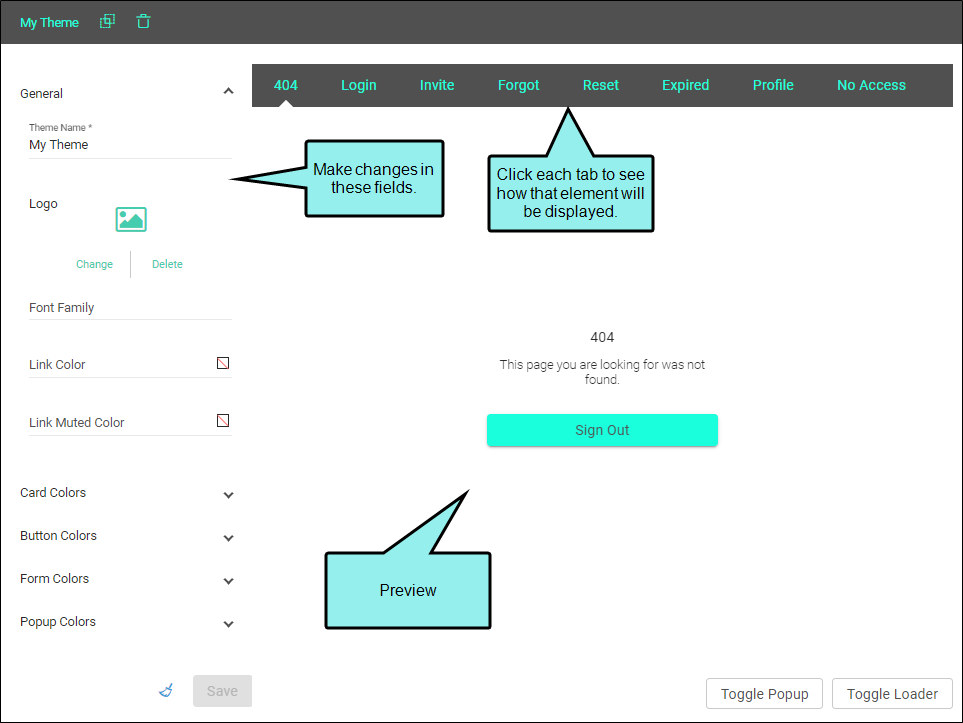 My Theme
404
Login
Invite
Forgot
Reset
Expired
Profile
No Access
General
Theme Name *
My Theme
Logo
Change
Delete
Font Family
Link Color
Link Muted Color
Card Colors
Button Colors
Form Colors
Popup Colors
Save
Make changes in
these fields.
Click each tab to see
how that element will
be displayed.
404
This page you are looking for was not
found.
Sign Out
Preview
Toggle Popup
Toggle Loader